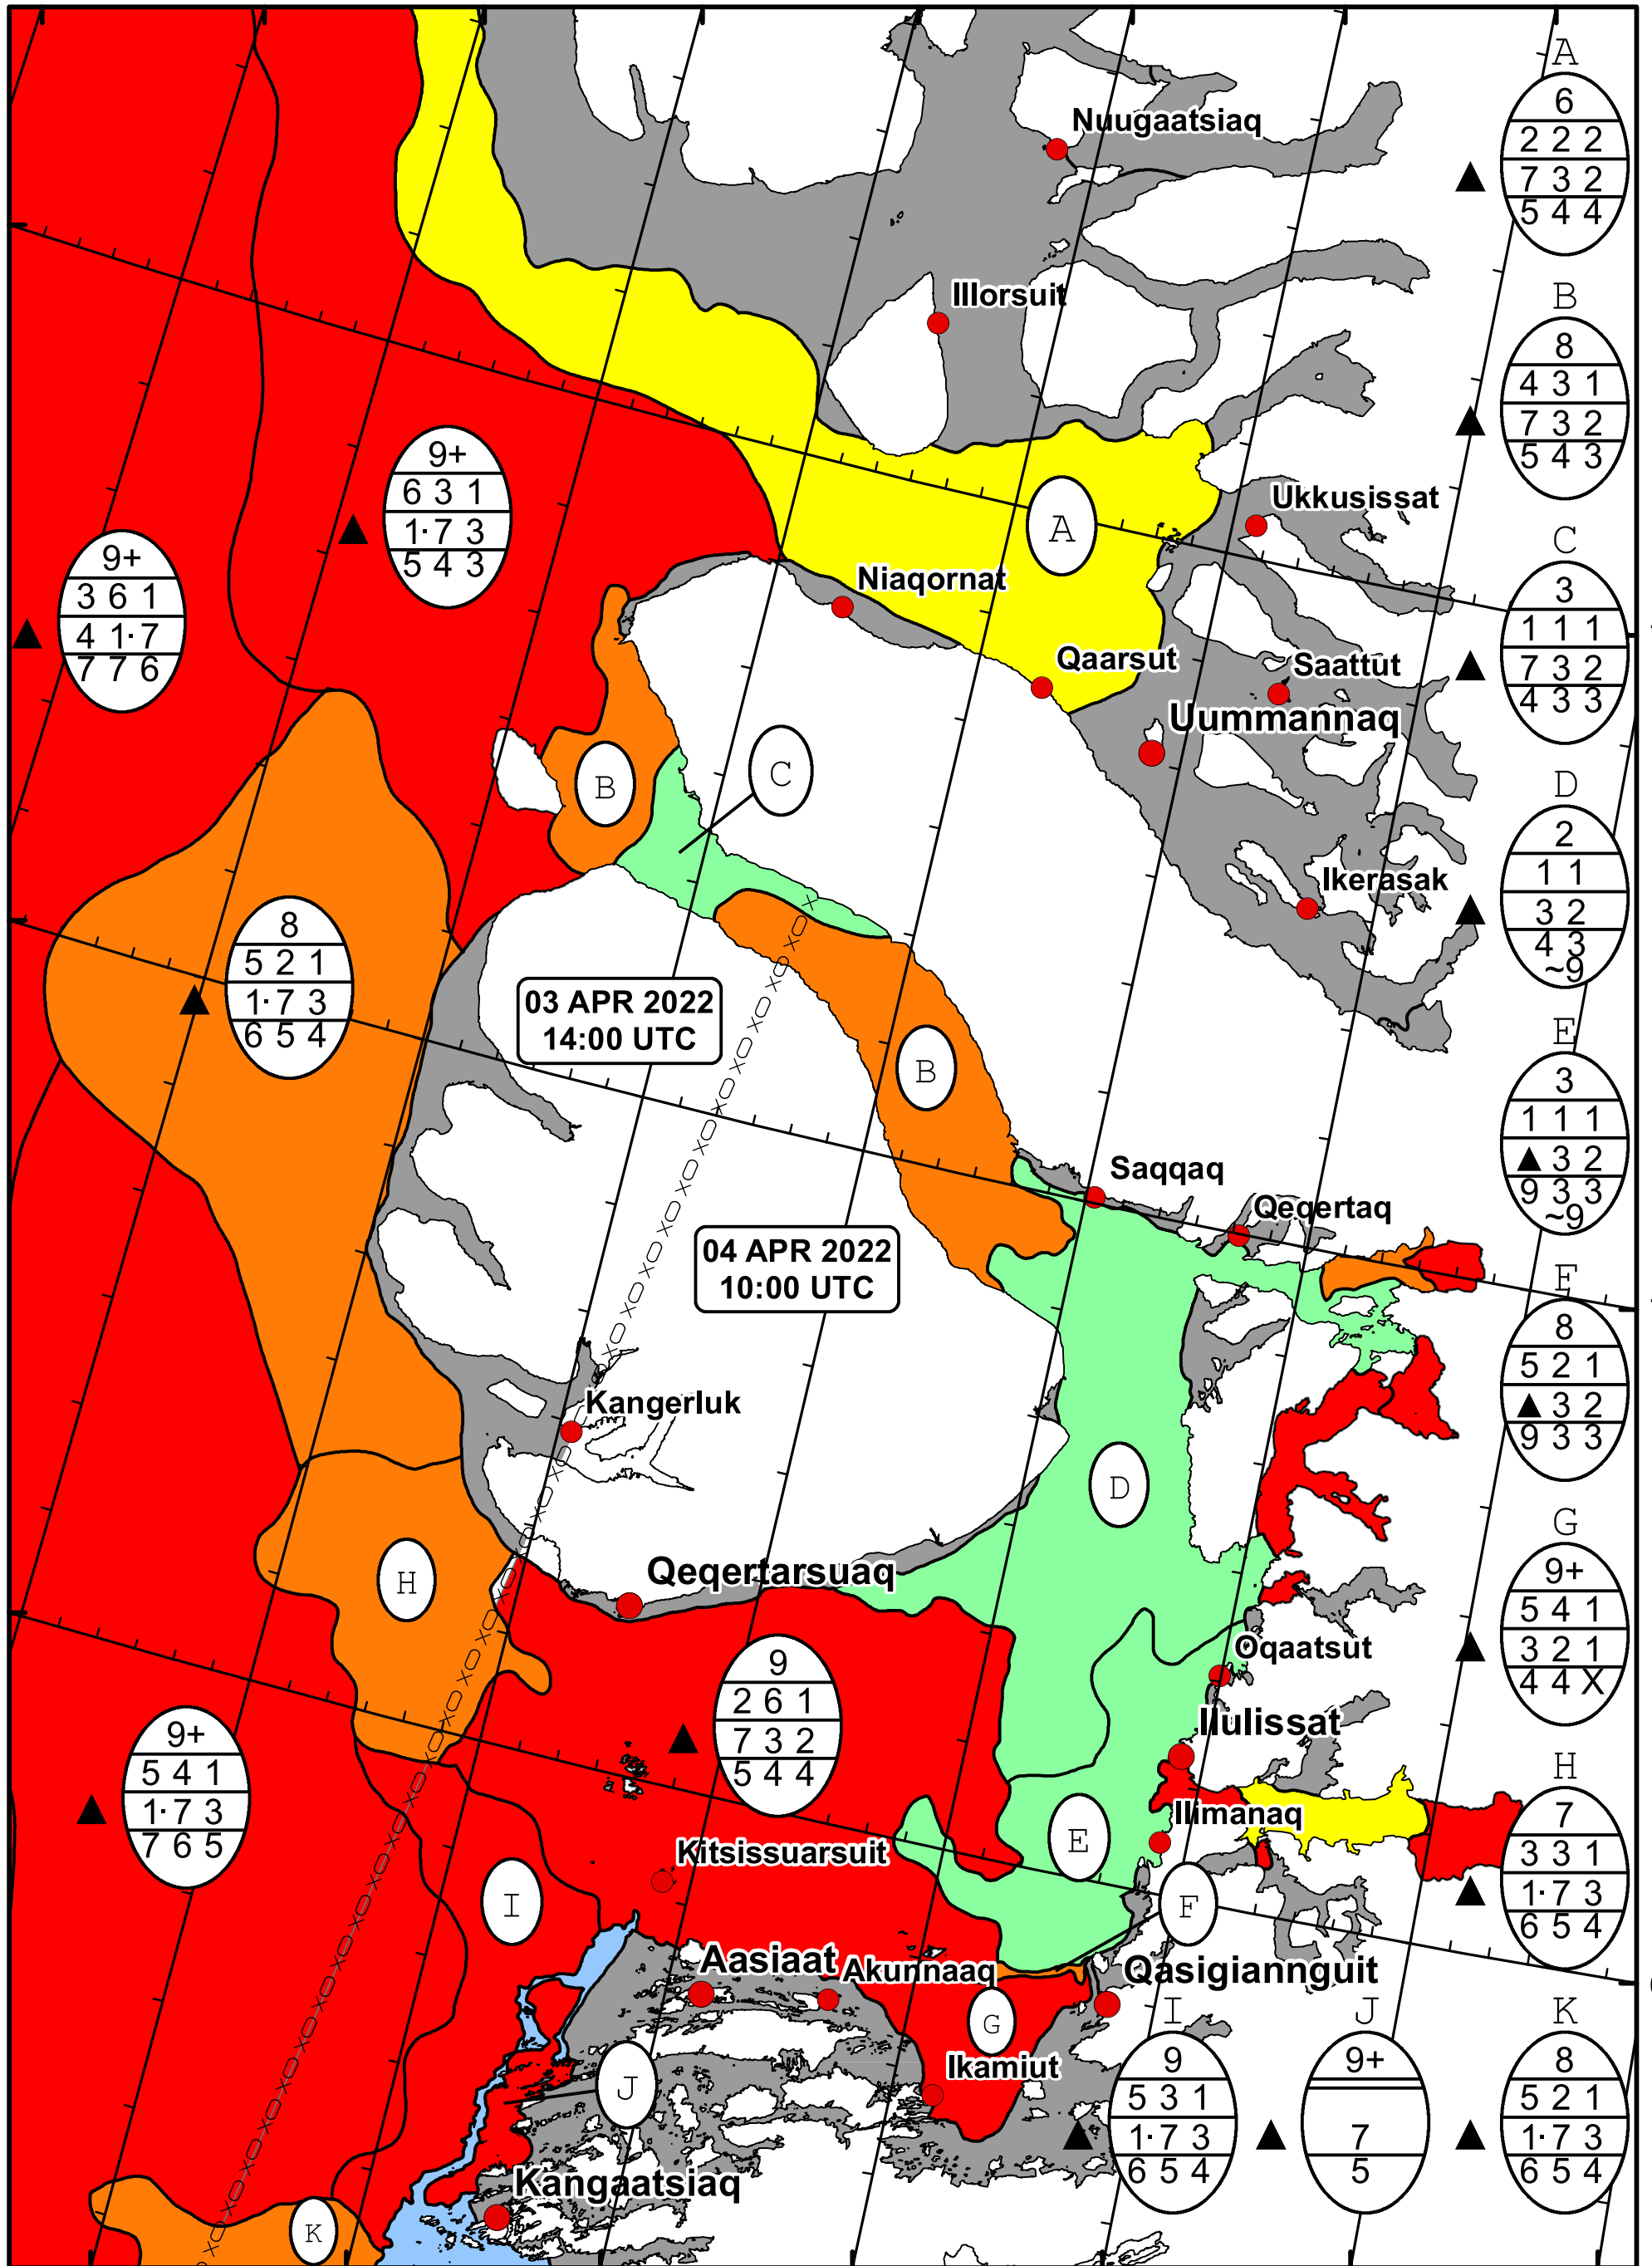 A
6
2 2 2
7 3 2
5 4 4
Nuugaatsiaq
Illorsuit
B
8
4 3 1
7 3 2
5 4 3
9+
6 3 1
1· 7 3
5 4 3
A
Ukkusissat
9+
3 6 1
4 1· 7
7 7 6
Niaqornat
C
3
1 1 1
7 3 2
4 3 3
Qaarsut
Saattut
Uummannaq
B
C
D
2
1 1
3 2
4 3
~9
Ikerasak
8
5 2 1
1· 7 3
6 5 4
03 APR 2022
14:00 UTC
B
E
3
1 1 1
▲ 3 2
9 3 3
~9
Saqqaq
Qeqertaq
04 APR 2022
10:00 UTC
F
8
5 2 1
▲ 3 2
9 3 3
Kangerluk
D
G
9+
5 4 1
3 2 1
4 4 X
H
Qeqertarsuaq
Oqaatsut
9
2 6 1
7 3 2
5 4 4
Ilulissat
9+
5 4 1
1· 7 3
7 6 5
H
7
3 3 1
1· 7 3
6 5 4
Ilimanaq
E
Kitsissuarsuit
I
F
Aasiaat
Akunnaaq
Qasigiannguit
G
Ikamiut
J
I
9
5 3 1
1· 7 3
6 5 4
J
9+
7
5
K
8
5 2 1
1· 7 3
6 5 4
Kangaatsiaq
K